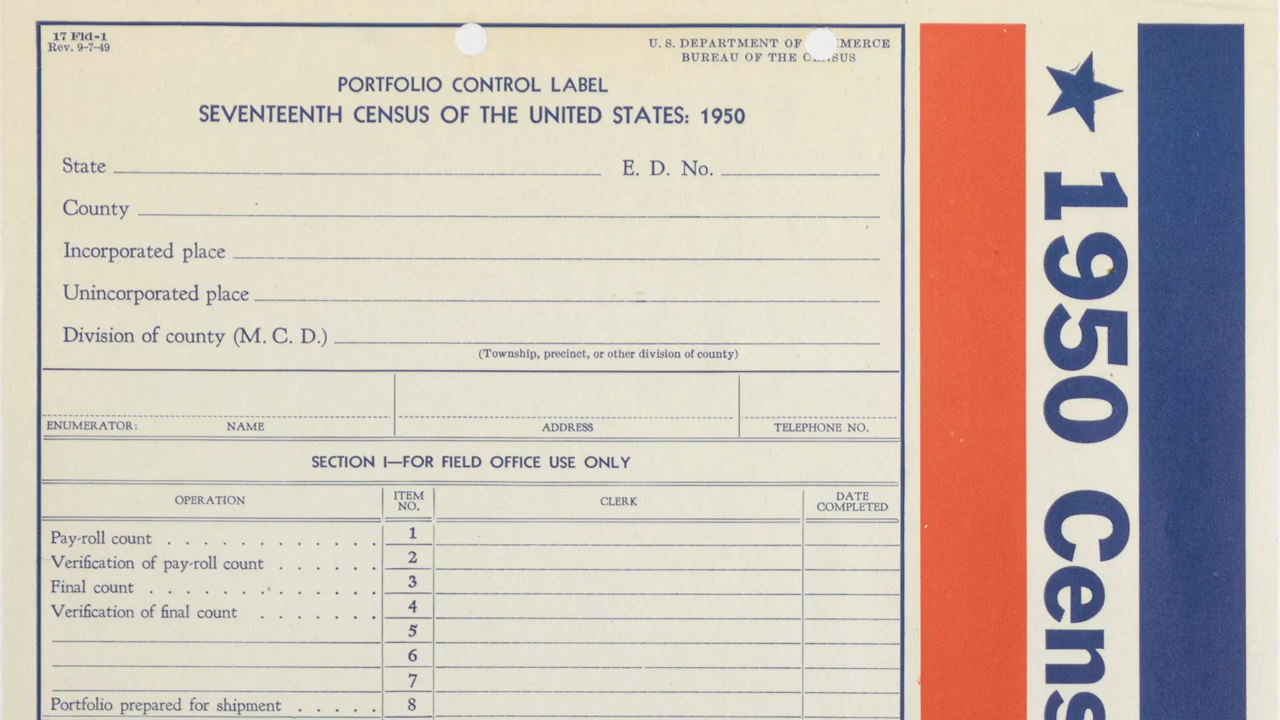 17 Fld-1
Rev. 9-7-49
U. S. DEPARTMENT OF
BUREAU OF THE
PORTFOLIO CONTROL LABEL
SEVENTEENTH CENSUS OF THE UNITED STATES: 1950
State E. D. No.
County
Incorporated place
Unincorporated place
Division of county (M. C. D.)
(Township, precinct, or other division of county)
ENUMERATOR: NAME ADDRESS TELEPHONE NO.
SECTION I—FOR FIELD OFFICE USE ONLY
OPERATION ITEM NO. CLERK DATE COMPLETED
Pay-roll count . . . . . . . . . . . . 1
Verification of pay-roll count . . . . . . 2
Final count . . . . . . . . . . . . . 3
Verification of final count . . . . . . 4
5
6
7
Portfolio prepared for shipment . . . . . 8
★ 1950 Cens